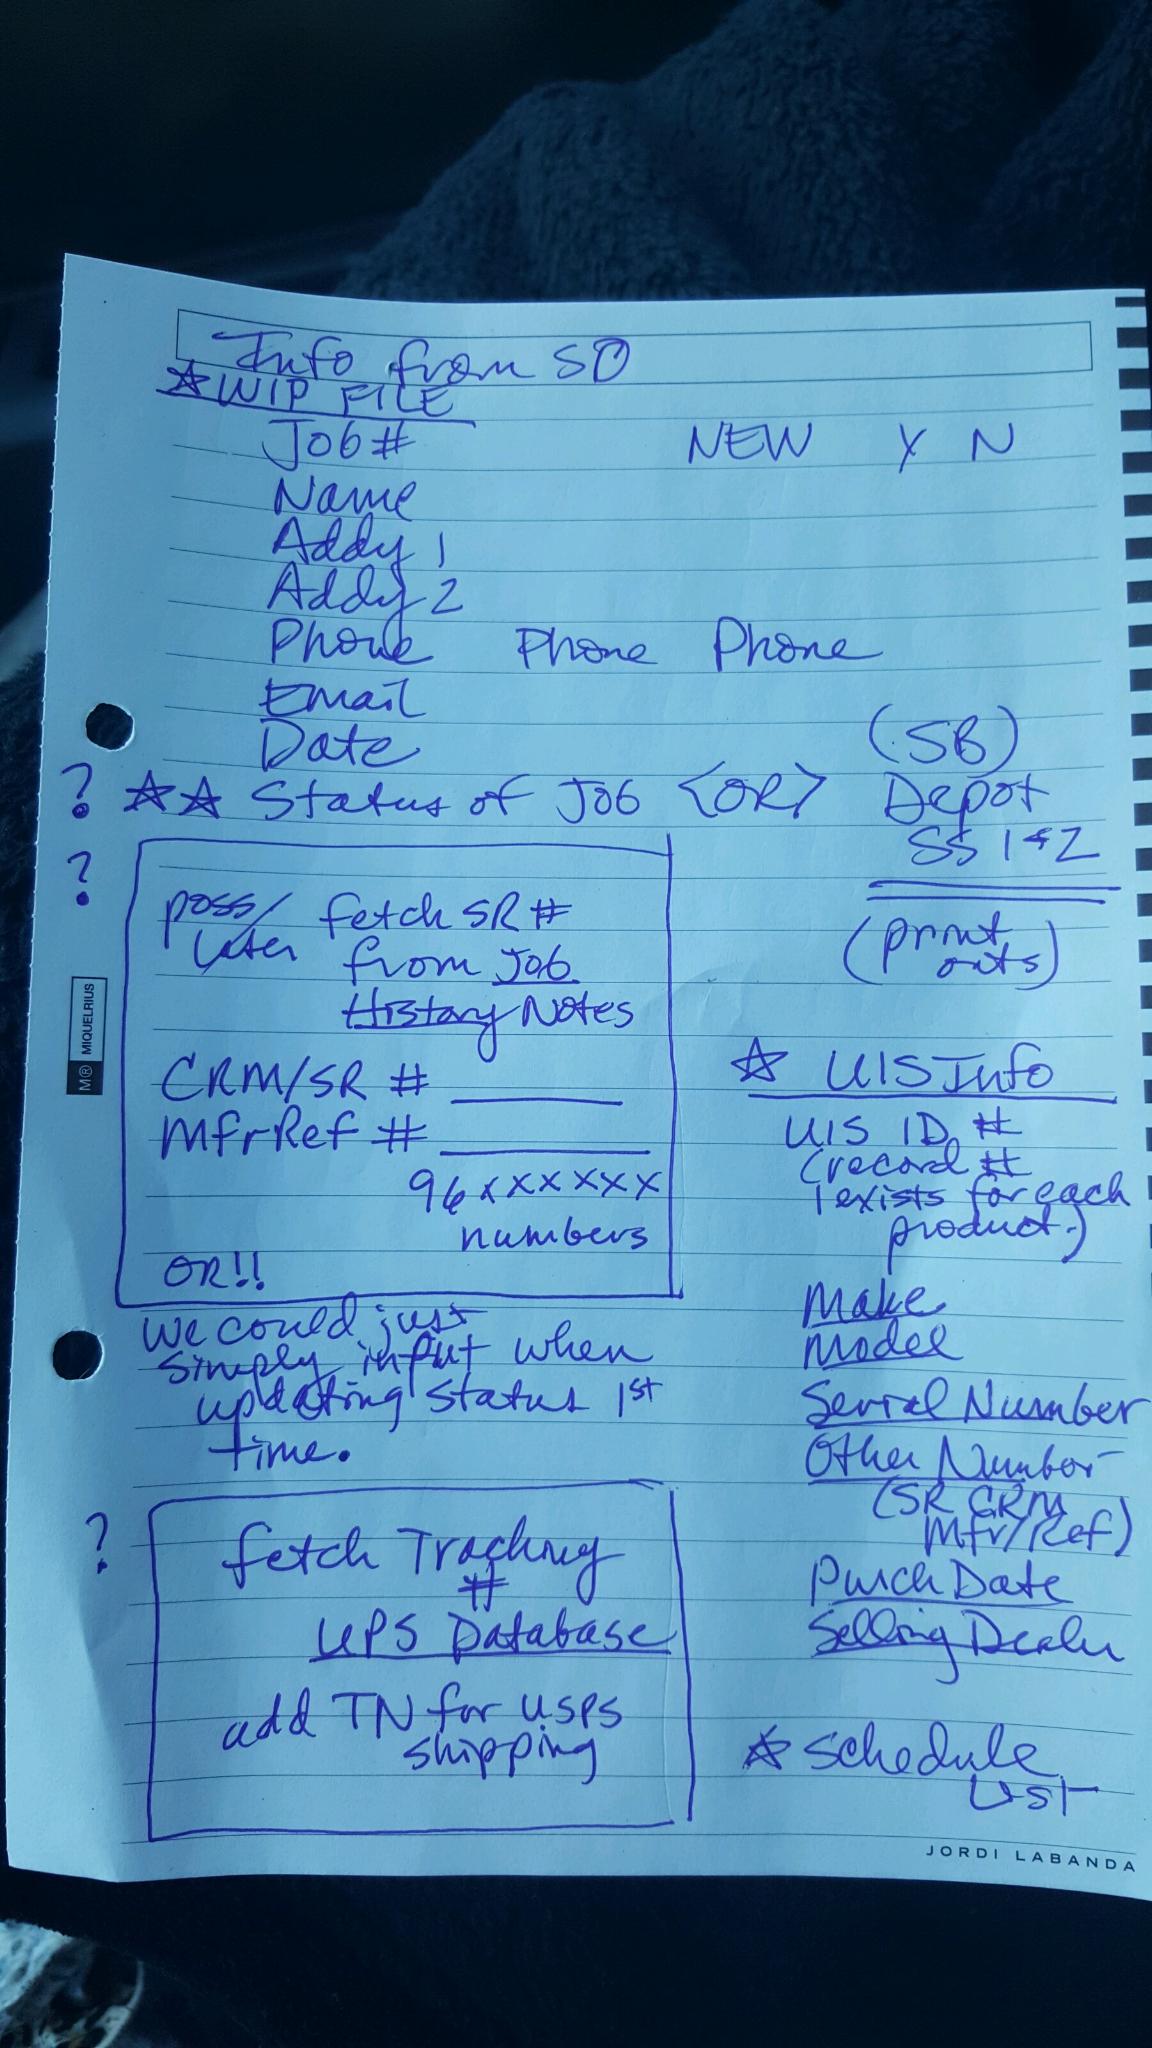 Info from SO
☆WIP FILE
Job# NEW Y N
Name
Addy 1
Addy 2
Phone Phone Phone
Email
Date
? ☆☆ Status of Job <OR> (SB)
Depot
SS 1&2
(print
outs)
?
poss/
later fetch SR #
from Job
History Notes
CRM/SR # ______
MfrRef # ______
96xxxxxx
numbers
OR!!
we could just
simply input when
updating status 1st
time.
?
fetch Tracking
#
UPS Database
add TN for USPS
shipping
☆ UIS Info
UIS ID #
(record #
1 exists for each
product.)
Make
Model
Serial Number
Other Number
(SR CRM
Mfr/Ref)
Purch Date
Selling Dealer
☆ Schedule
List
M® MIQUELRIUS
JORDI LABANDA